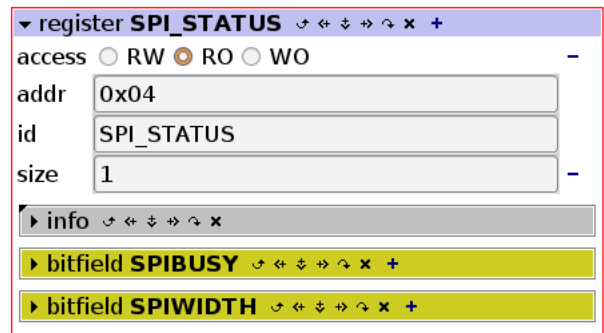 register SPI_STATUS
access RW RO WO
addr 0x04
id SPI_STATUS
size 1
info
bitfield SPIBUSY
bitfield SPIWIDTH